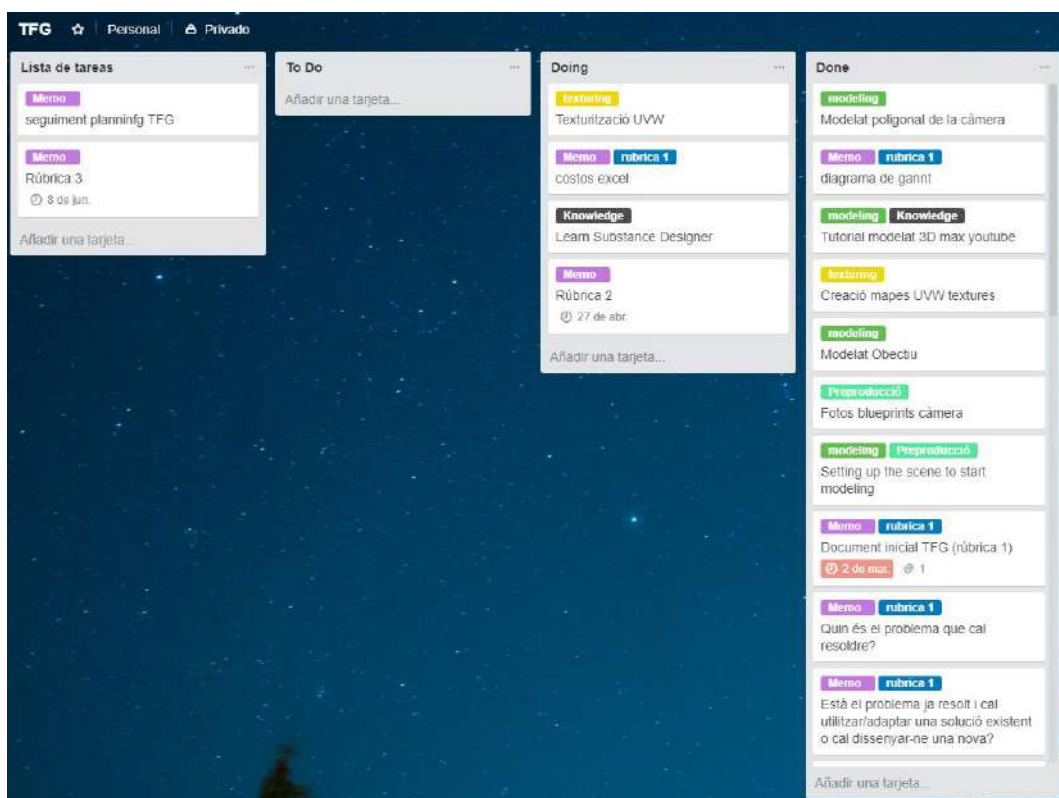 TFG Personal Privado
Lista de tareas
Memo
seguiment planninfg TFG
Memo
Rúbrica 3
8 de jun.
Añadir una tarjeta...
To Do
Añadir una tarjeta...
Doing
texturing
Texturització UVW
Memo rubrica 1
costos excel
Knowledge
Learn Substance Designer
Memo
Rúbrica 2
27 de abr.
Añadir una tarjeta...
Done
modeling
Modelat poligonal de la càmera
Memo rubrica 1
diagrama de gannt
modeling Knowledge
Tutorial modelat 3D max youtube
texturing
Creació mapes UVW textures
modeling
Modelat Obectiu
Preproducció
Fotos blueprints càmera
modeling Preproducció
Setting up the scene to start
modeling
Memo rubrica 1
Document inicial TFG (rúbrica 1)
2 de mar. 1
Memo rubrica 1
Quin és el problema que cal
resoldre?
Memo rubrica 1
Està el problema ja resolt i cal
utilitzar/adaptar una solució existent
o cal dissenyar-ne una nova?
Añadir una tarjeta...